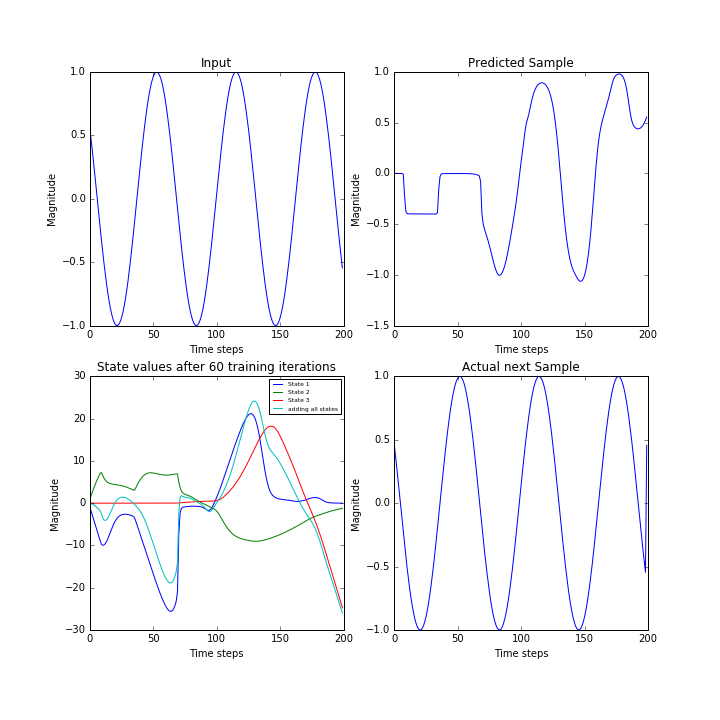 Input
Magnitude
1.0
0.5
0.0
−0.5
−1.0
0
50
100
150
200
Time steps
Predicted Sample
Magnitude
1.0
0.5
0.0
−0.5
−1.0
−1.5
0
50
100
150
200
Time steps
State values after 60 training iterations
Magnitude
30
20
10
0
−10
−20
−30
State 1
State 2
State 3
adding all states
0
50
100
150
200
Time steps
Actual next Sample
Magnitude
1.0
0.5
0.0
−0.5
−1.0
0
50
100
150
200
Time steps